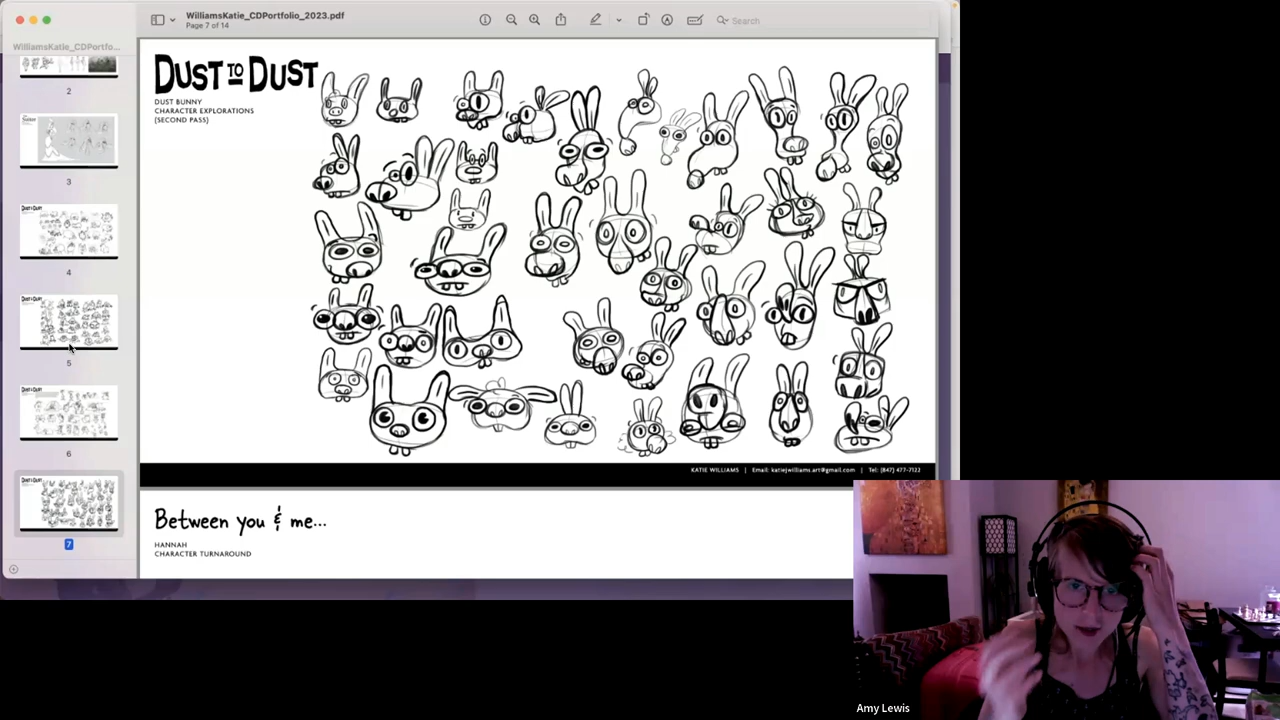 WilliamsKatie_CDPortfolio_2023.pdf
Page 7 of 14
Search
WilliamsKatie_CDPortfo...
2
3
4
5
6
7
DUST TO DUST
DUST BUNNY
CHARACTER EXPLORATIONS
(SECOND PASS)
KATIE WILLIAMS | Email: katiejwilliams.art@gmail.com | Tel: (847) 477-7122
Between you & me...
HANNAH
CHARACTER TURNAROUND
Amy Lewis